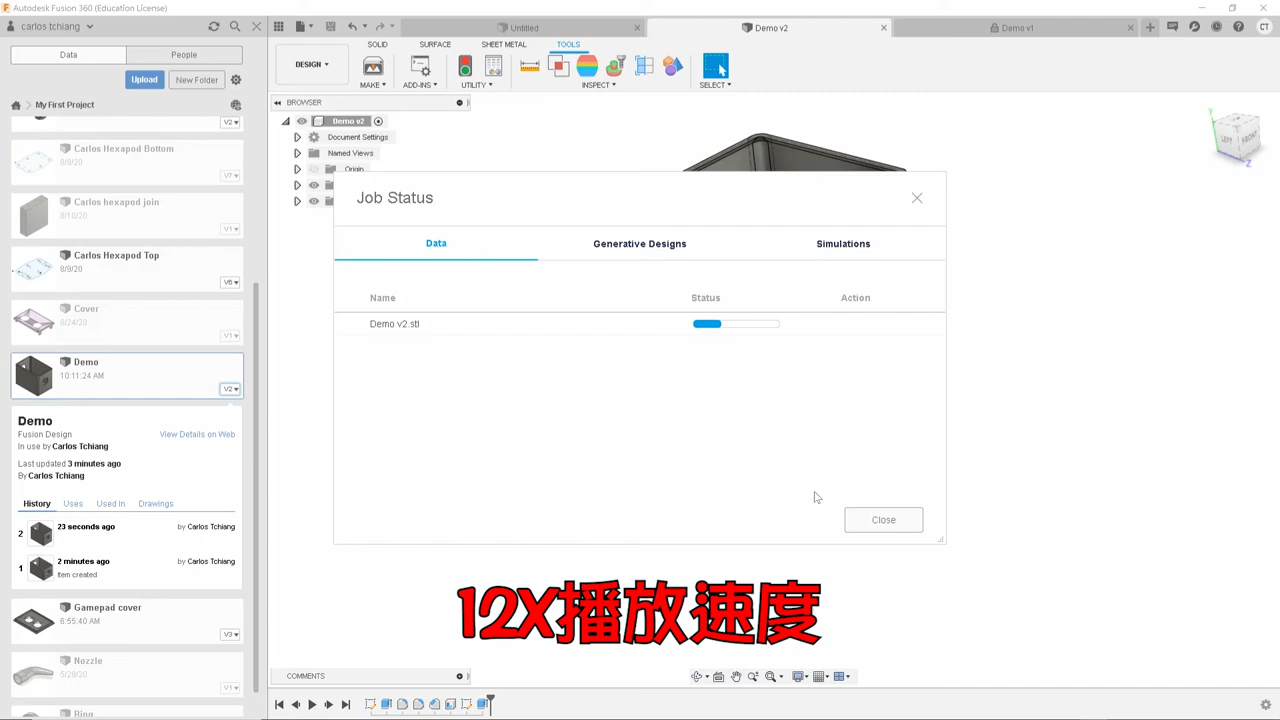 Autodesk Fusion 360 (Education License)
carlos tchiang
Untitled
Demo v2
Demo v1
CT
Data
People
Upload
New Folder
My First Project
V2
Carlos Hexapod Bottom
8/9/20
V7
Carlos hexapod join
8/10/20
V1
Carlos Hexapod Top
8/9/20
V6
Cover
8/24/20
V1
Demo
10:11:24 AM
V2
Demo
Fusion Design
View Details on Web
In use by Carlos Tchiang
Last updated 3 minutes ago
By Carlos Tchiang
History
Uses
Used In
Drawings
2
23 seconds ago
by Carlos Tchiang
1
2 minutes ago
by Carlos Tchiang
Item created
Gamepad cover
6:55:40 AM
V3
Nozzle
5/28/20
V1
Ring
DESIGN
SOLID
SURFACE
SHEET METAL
TOOLS
MAKE
ADD-INS
UTILITY
INSPECT
SELECT
BROWSER
Demo v2
Document Settings
Named Views
Origin
LEFT
FRONT
Y
Z
Job Status
Data
Generative Designs
Simulations
Name
Status
Action
Demo v2.stl
Close
12X播放速度
COMMENTS